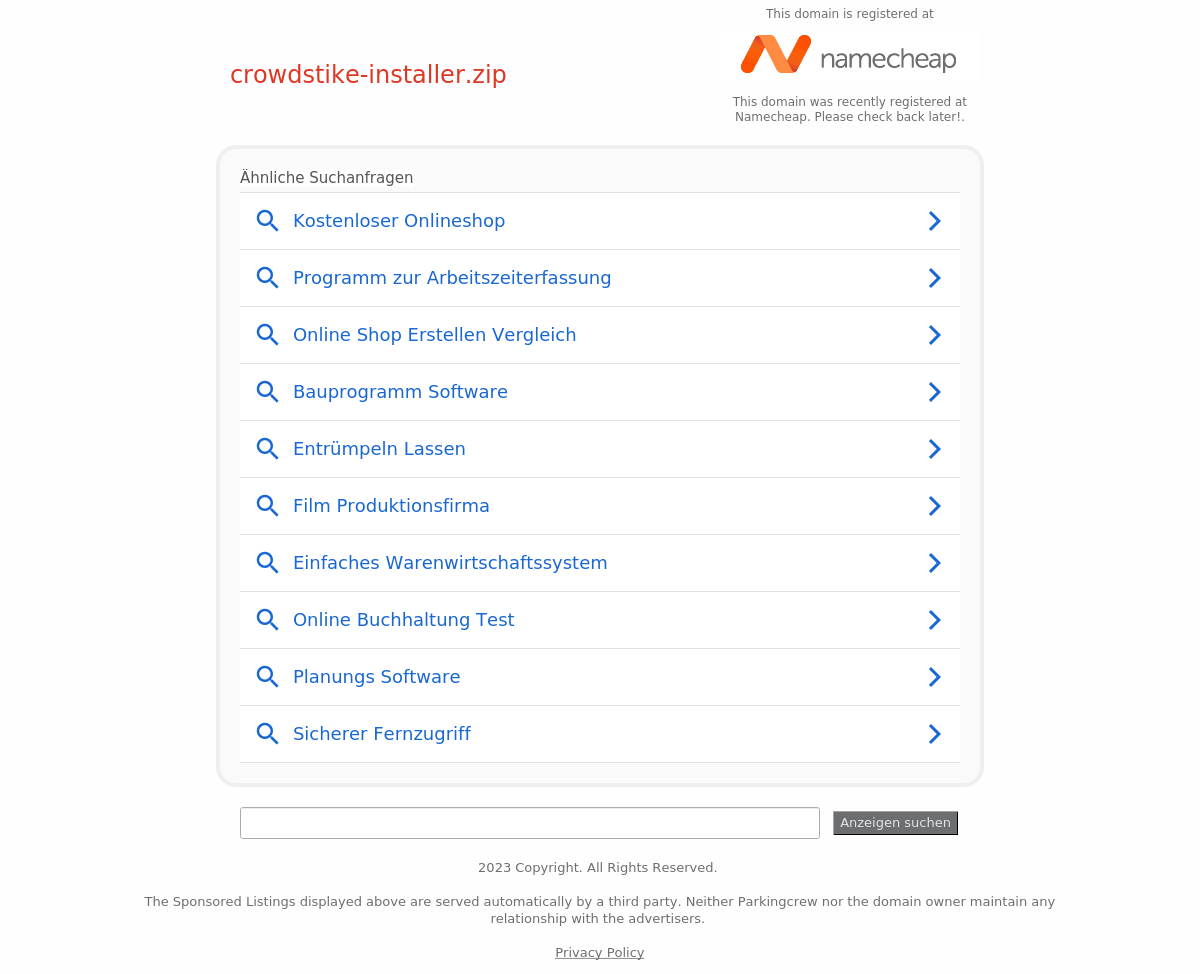 This domain is registered at
namecheap
crowdstike-installer.zip
This domain was recently registered at
Namecheap. Please check back later!.
Ähnliche Suchanfragen
Kostenloser Onlineshop
Programm zur Arbeitszeiterfassung
Online Shop Erstellen Vergleich
Bauprogramm Software
Entrümpeln Lassen
Film Produktionsfirma
Einfaches Warenwirtschaftssystem
Online Buchhaltung Test
Planungs Software
Sicherer Fernzugriff
Anzeigen suchen
2023 Copyright. All Rights Reserved.
The Sponsored Listings displayed above are served automatically by a third party. Neither Parkingcrew nor the domain owner maintain any
relationship with the advertisers.
Privacy Policy